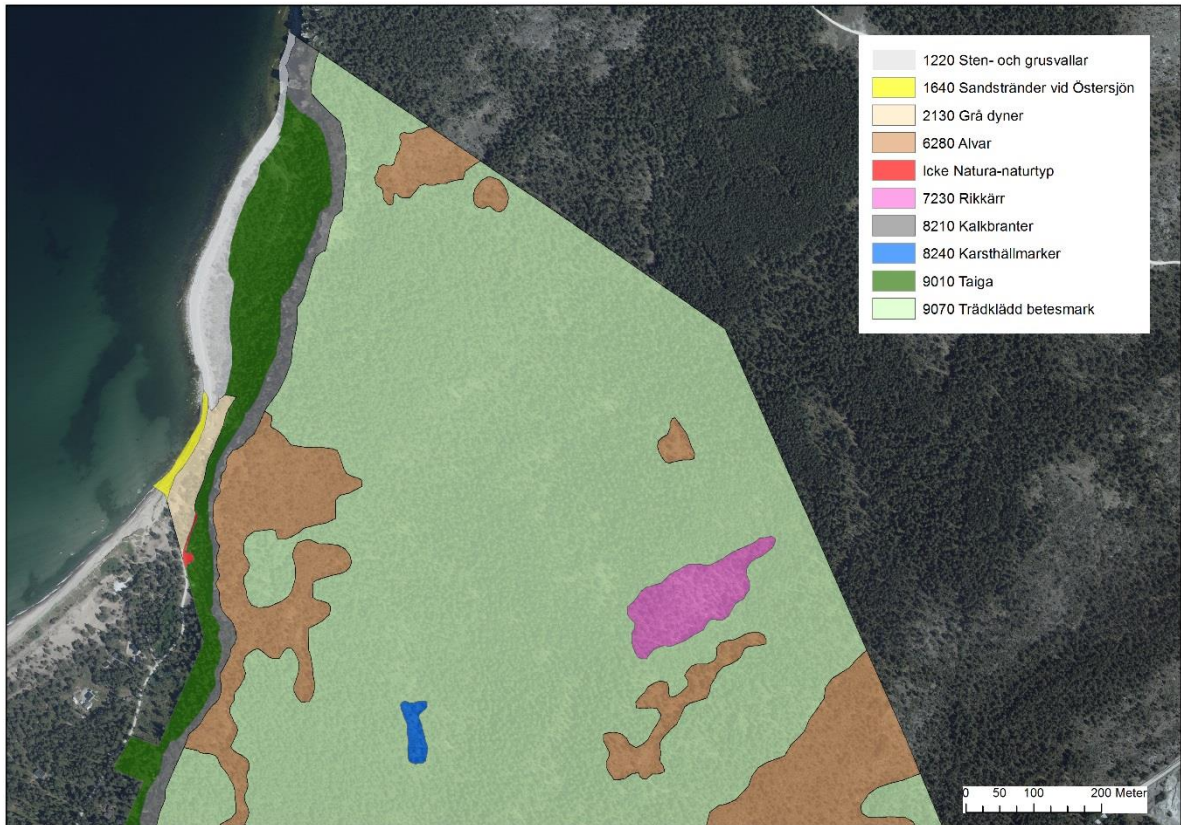 1220 Sten- och grusvallar
1640 Sandstränder vid Östersjön
2130 Grå dyner
6280 Alvar
Icke Natura-naturtyp
7230 Rikkärr
8210 Kalkbranter
8240 Karsthällmarker
9010 Taiga
9070 Trädklädd betesmark
0 50 100 200 Meter